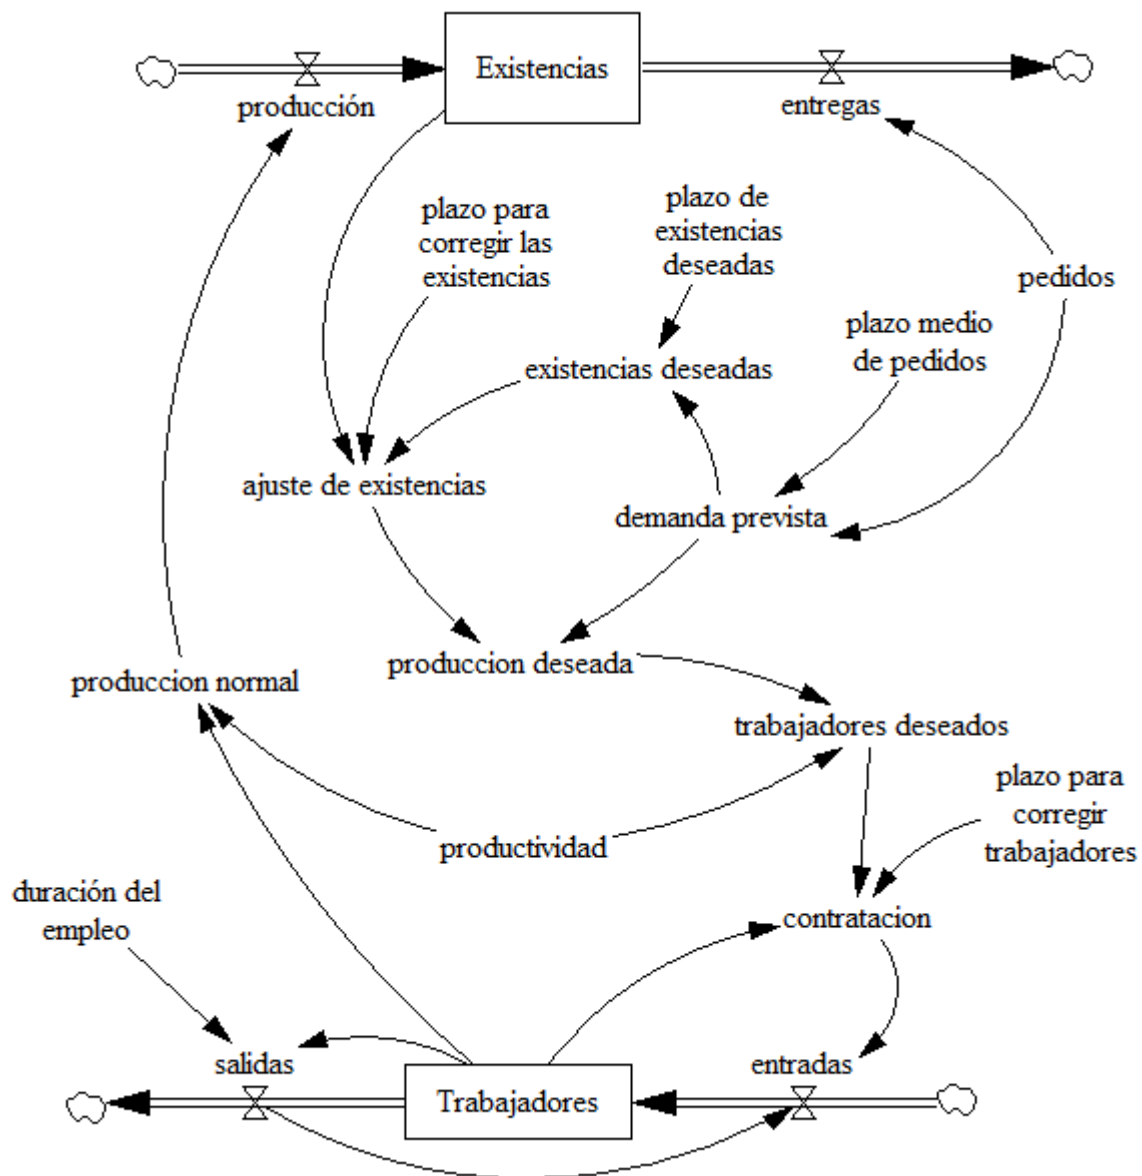 Existencias
producción
entregas
plazo para
corregir las
existencias
plazo de
existencias
deseadas
pedidos
plazo medio
de pedidos
existencias deseadas
ajuste de existencias
demanda prevista
produccion deseada
produccion normal
trabajadores deseados
plazo para
corregir
trabajadores
productividad
duración del
empleo
contratacion
salidas
entradas
Trabajadores